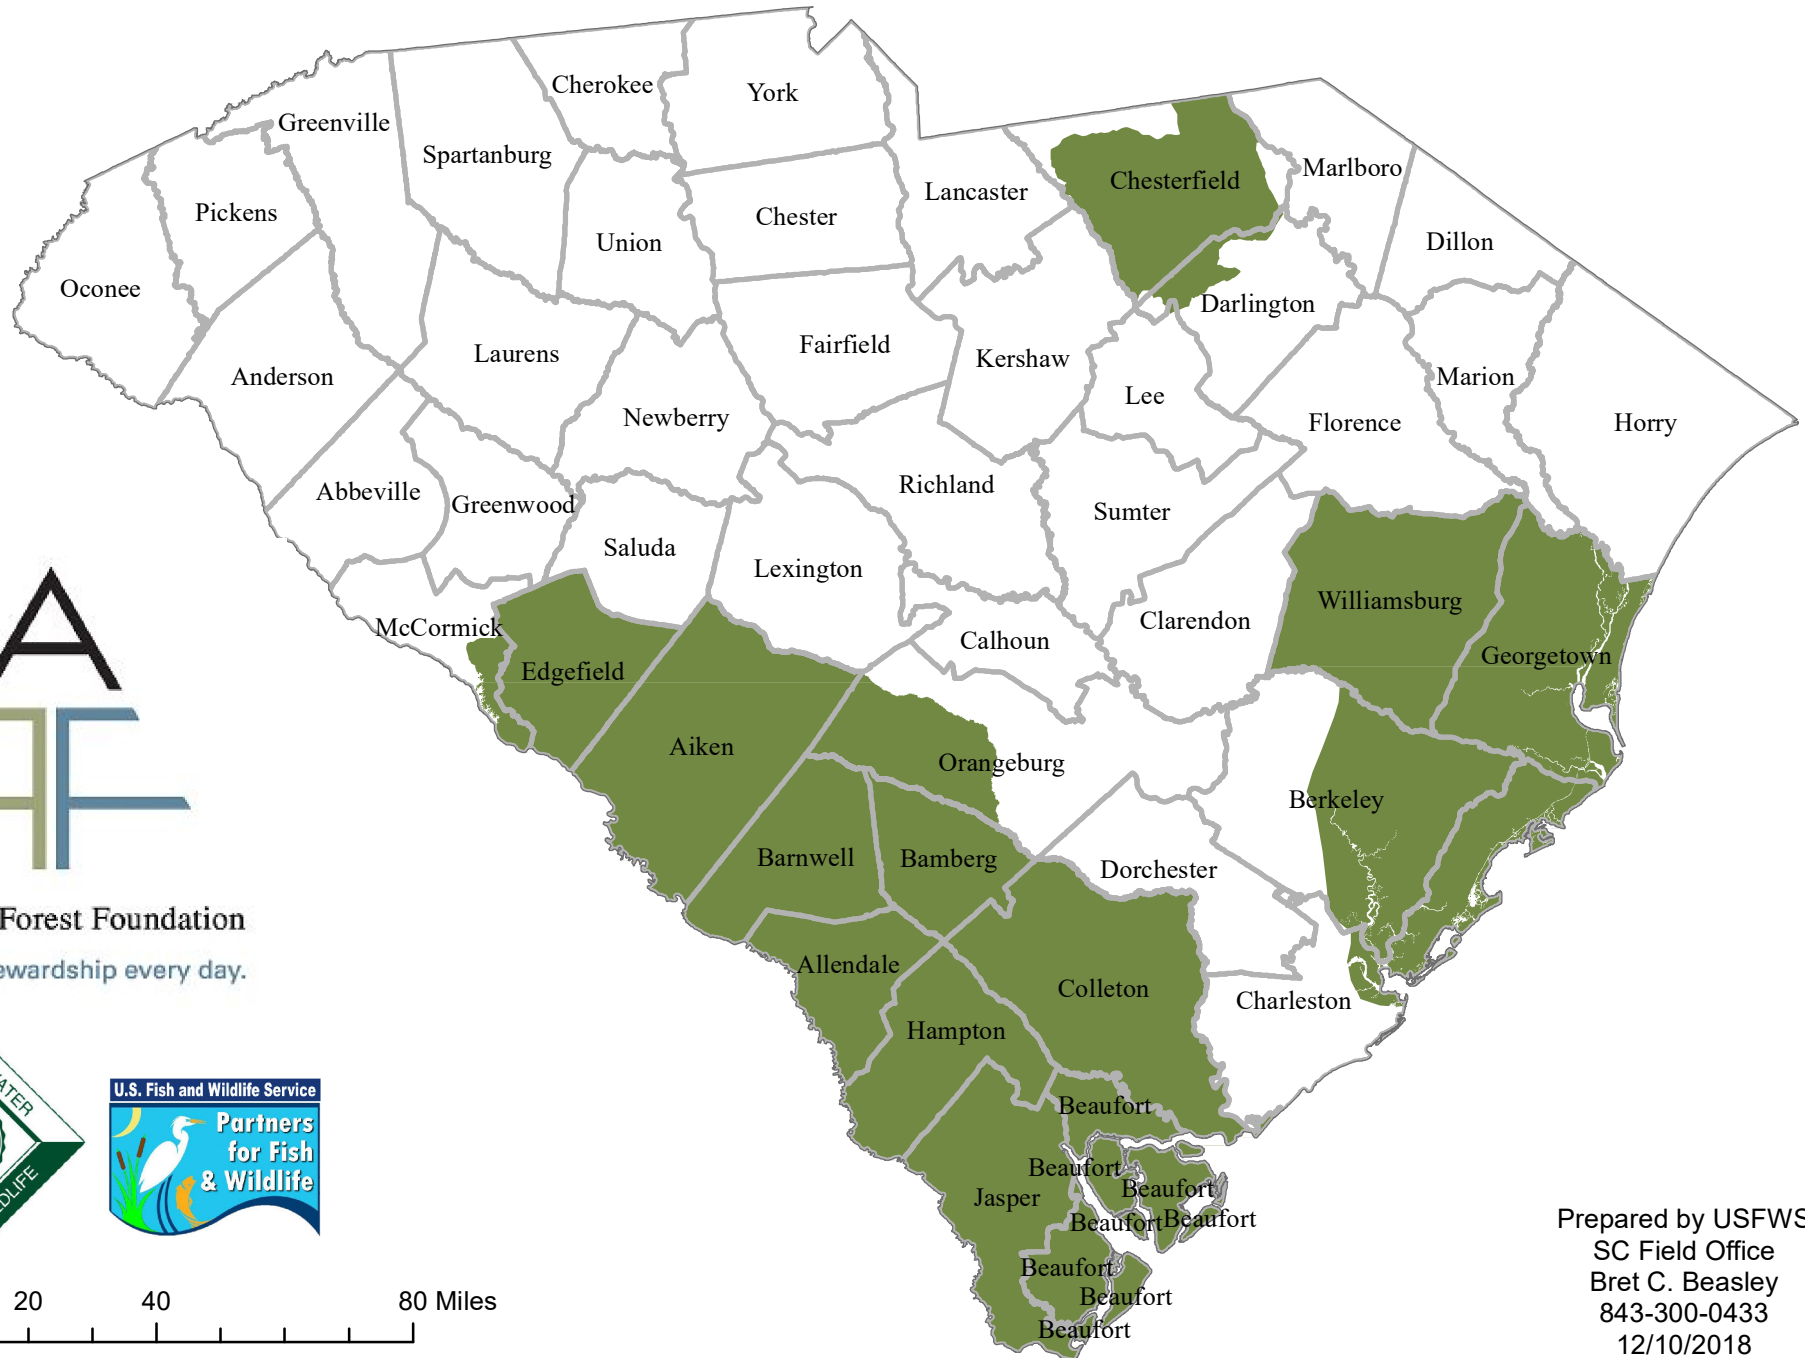 Cherokee
York
Greenville
Spartanburg
Marlboro
Chesterfield
Lancaster
Pickens
Chester
Union
Dillon
Oconee
Darlington
Fairfield
Laurens
Kershaw
Anderson
Marion
Lee
Newberry
Florence
Horry
Richland
Abbeville
Greenwood
Sumter
Saluda
Lexington
Williamsburg
Clarendon
McCormick
Calhoun
Georgetown
Edgefield
Aiken
Orangeburg
Berkeley
Barnwell
Bamberg
Dorchester
Allendale
Colleton
Charleston
Hampton
Beaufort
Beaufort
Beaufort
Jasper
Beaufort
Beaufort
Beaufort
Beaufort
Beaufort
A
F
Forest Foundation
ewardship every day.
ATER
DLIFE
U.S. Fish and Wildlife Service
Partners
for Fish
& Wildlife
20 40 80 Miles
Prepared by USFWS
SC Field Office
Bret C. Beasley
843-300-0433
12/10/2018